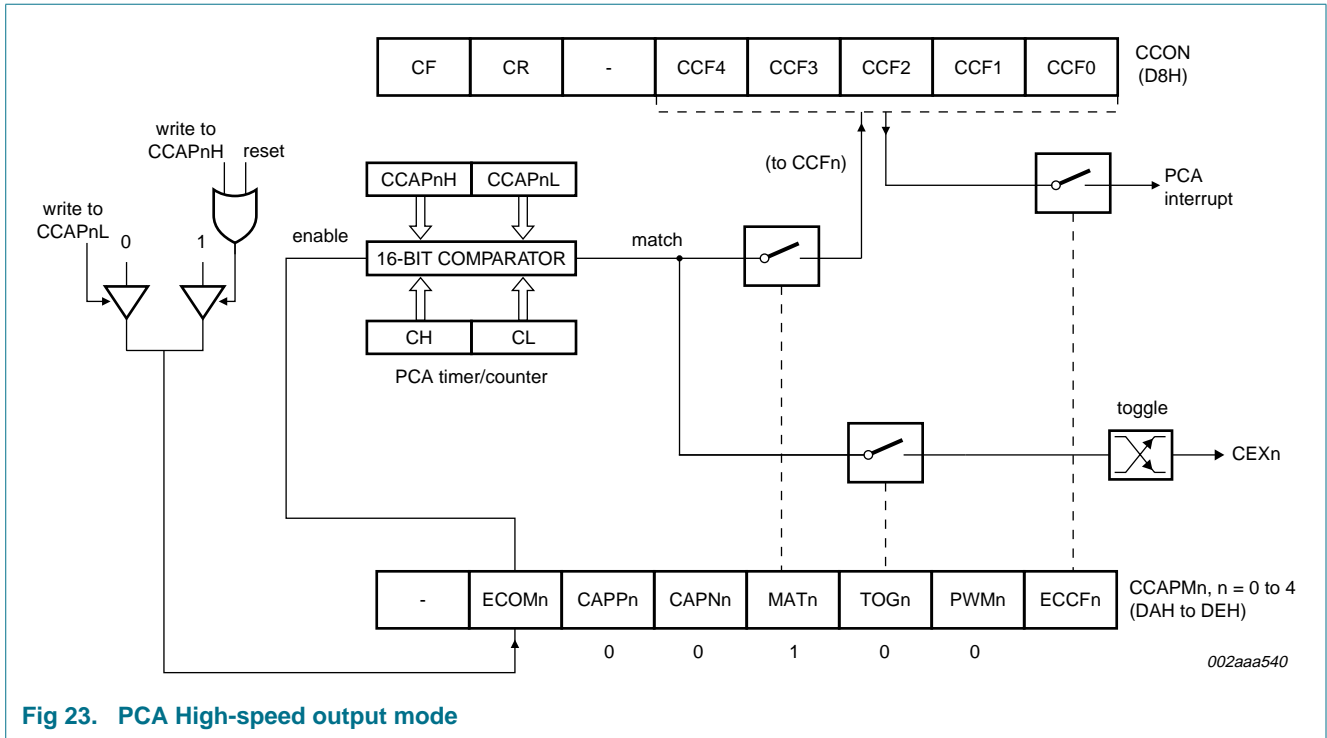 CF CR - CCF4 CCF3 CCF2 CCF1 CCF0
CCON
(D8H)
write to
CCAPnH reset
write to
CCAPnL
0 1
enable
CCAPnH CCAPnL
16-BIT COMPARATOR
CH CL
PCA timer/counter
match
(to CCFn)
PCA
interrupt
toggle
CEXn
- ECOMn CAPPn CAPNn MATn TOGn PWMn ECCFn
CCAPMn, n = 0 to 4
(DAH to DEH)
0 0 1 0 0
002aaa540
Fig 23. PCA High-speed output mode